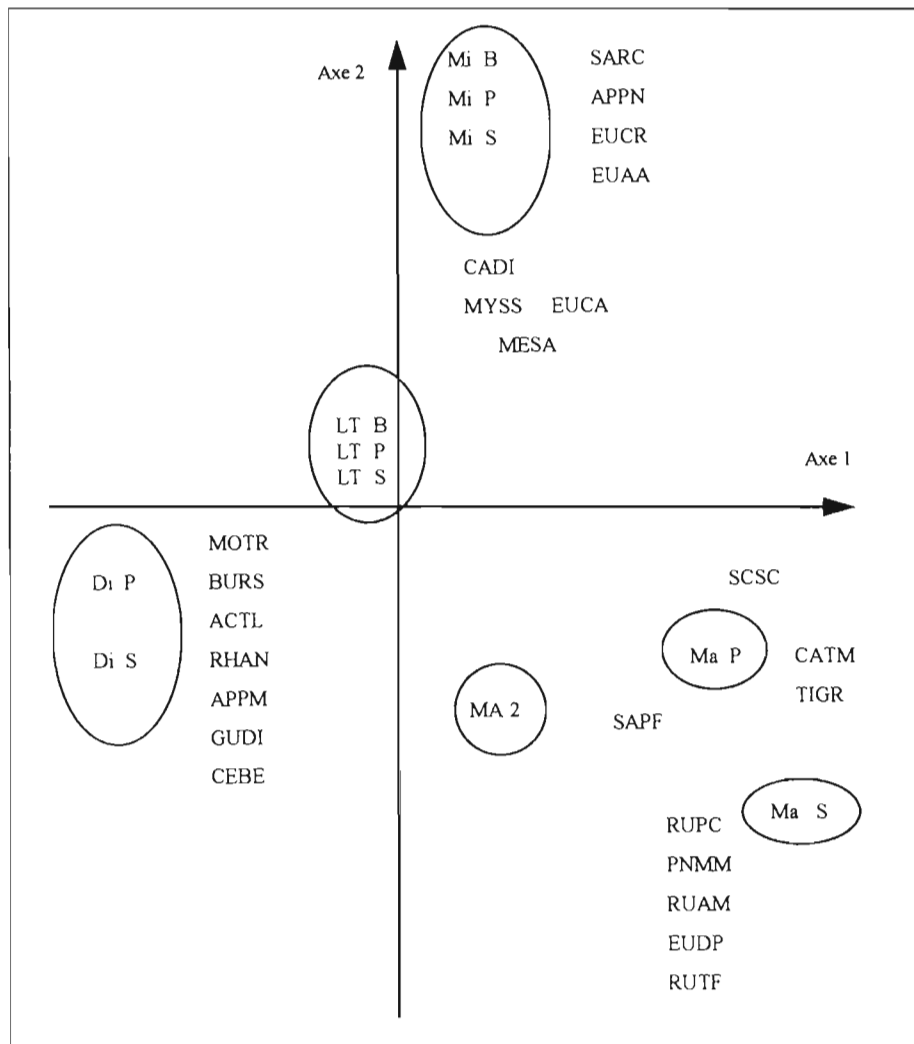 Axe 2
Mi B SARC
Mi P APPN
Mi S EUCR
EUAA
CADI
MYSS EUCA
MESA
LT B
LT P
LT S
Axe 1
MOTR
Di P BURS
ACTL
Di S RHAN
APPM
GUDI
CEBE
SCSC
Ma P CATM
TIGR
MA 2 SAPF
Ma S
RUPC
PNMM
RUAM
EUDP
RUTF